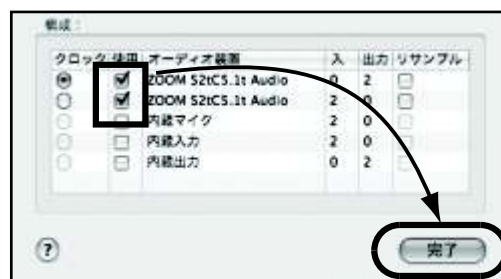 構成：
クロック 使用 オーディオ装置 入 出力 リサンプル
ZOOM S2tC5.1t Audio 0 2
ZOOM S2tC5.1t Audio 2 0
内蔵マイク 2 0
内蔵入力 2 0
内蔵出力 0 2
? 完了